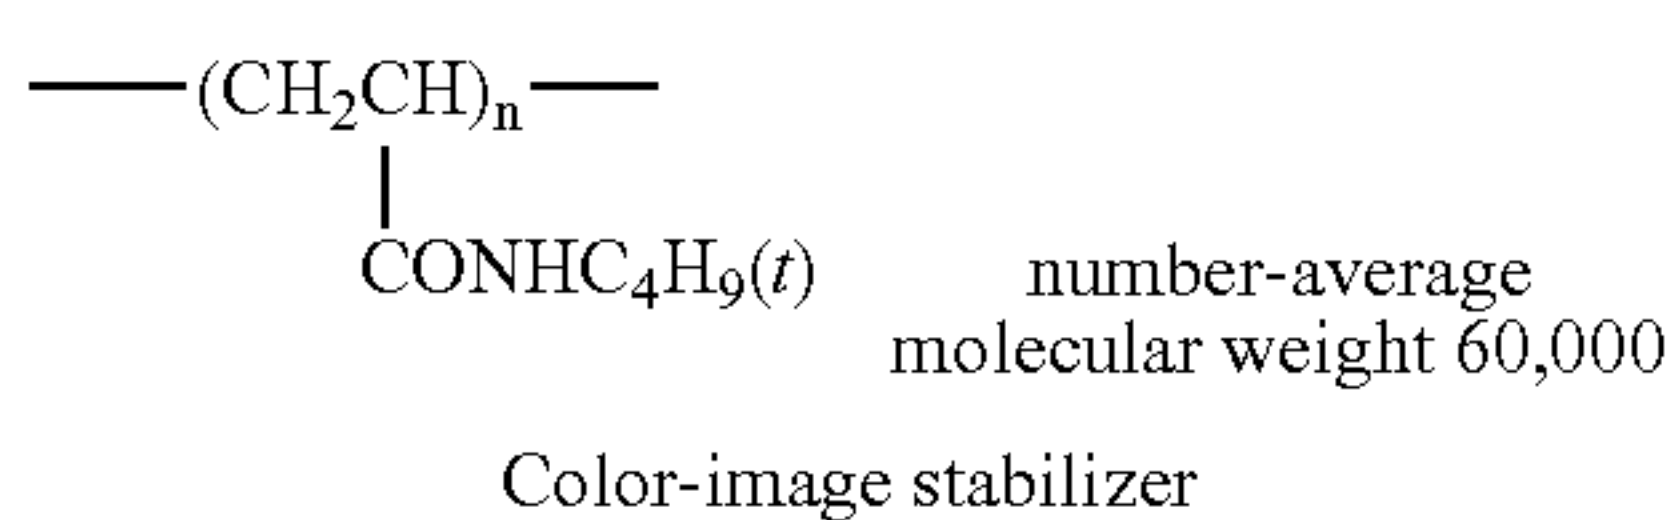 (CH₂CH)ₙ
CONHC₄H₉(t)
number-average
molecular weight 60,000
Color-image stabilizer